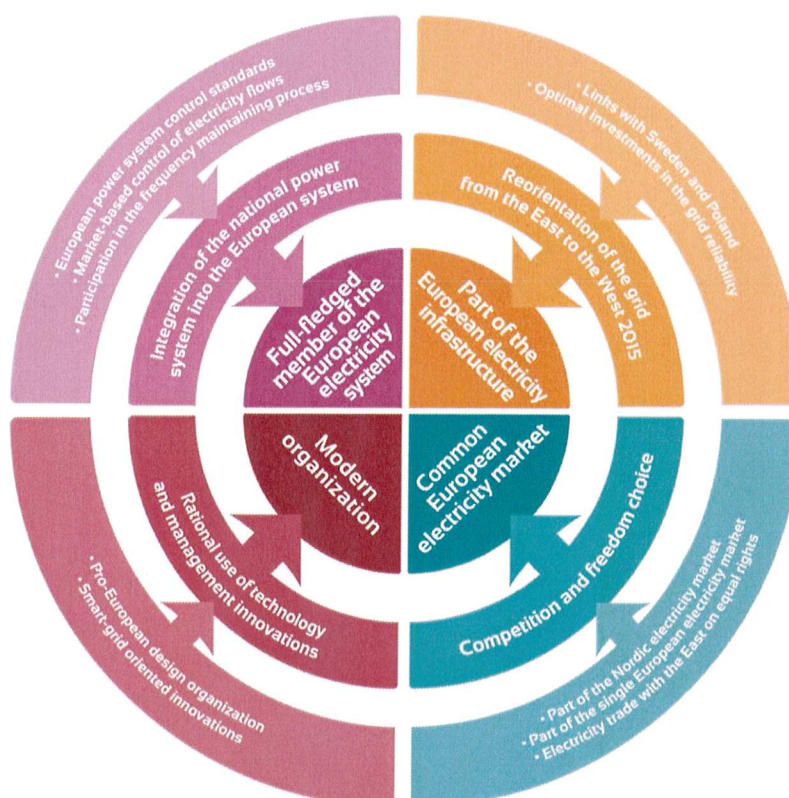 • European power system control standards
• Market-based control of electricity flows
• Participation in the frequency maintaining process
Integration of the national power
system into the European system
Full-fledged
member of the
European
electricity
system
• Links with Sweden and Poland
• Optimal investments in the grid reliability
Reorientation of the grid
from the East to the West 2015
Part of the
European electricity
infrastructure
Modern
organization
Rational use of technology
and management innovations
• Pro-European design organization
• Smart-grid oriented innovations
Common
European
electricity market
Competition and freedom choice
• Part of the Nordic electricity market
• Part of the single European electricity market
• Electricity trade with the East on equal rights